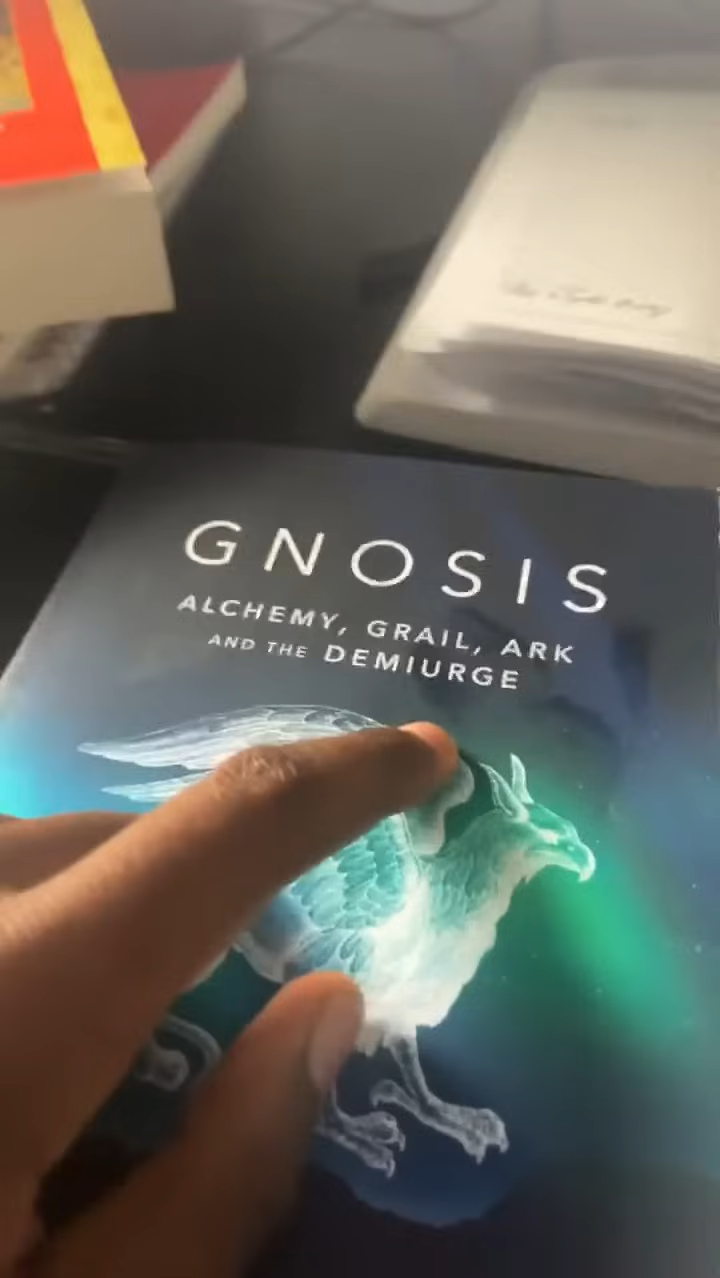 GNOSIS
ALCHEMY, GRAIL, ARK
AND THE DEMIURGE